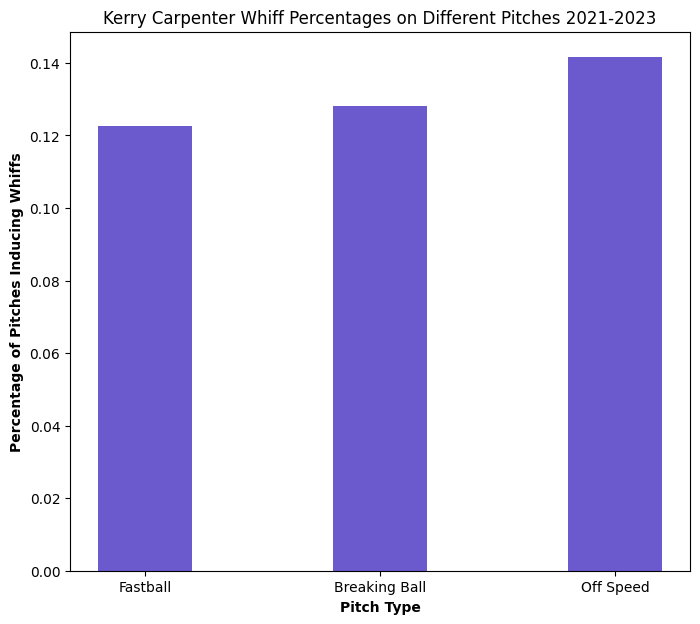 Kerry Carpenter Whiff Percentages on Different Pitches 2021-2023
Percentage of Pitches Inducing Whiffs
0.14
0.12
0.10
0.08
0.06
0.04
0.02
0.00
Fastball
Breaking Ball
Off Speed
Pitch Type